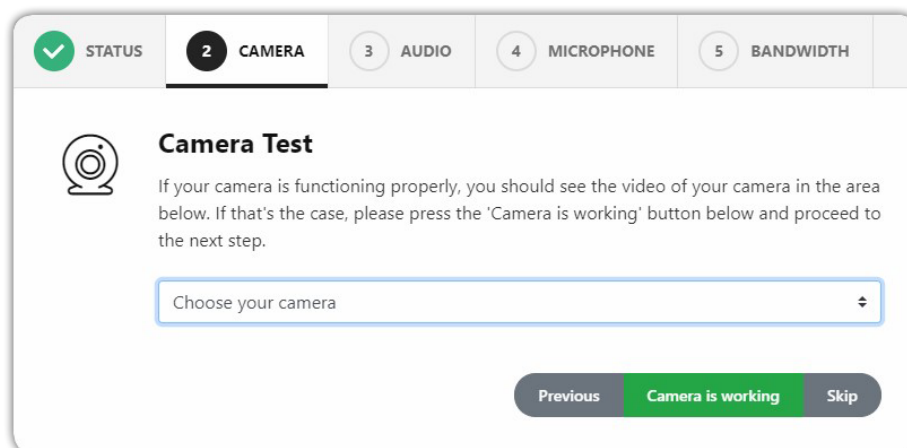 STATUS
2 CAMERA
3 AUDIO
4 MICROPHONE
5 BANDWIDTH
Camera Test
If your camera is functioning properly, you should see the video of your camera in the area
below. If that's the case, please press the 'Camera is working' button below and proceed to
the next step.
Choose your camera
Previous
Camera is working
Skip